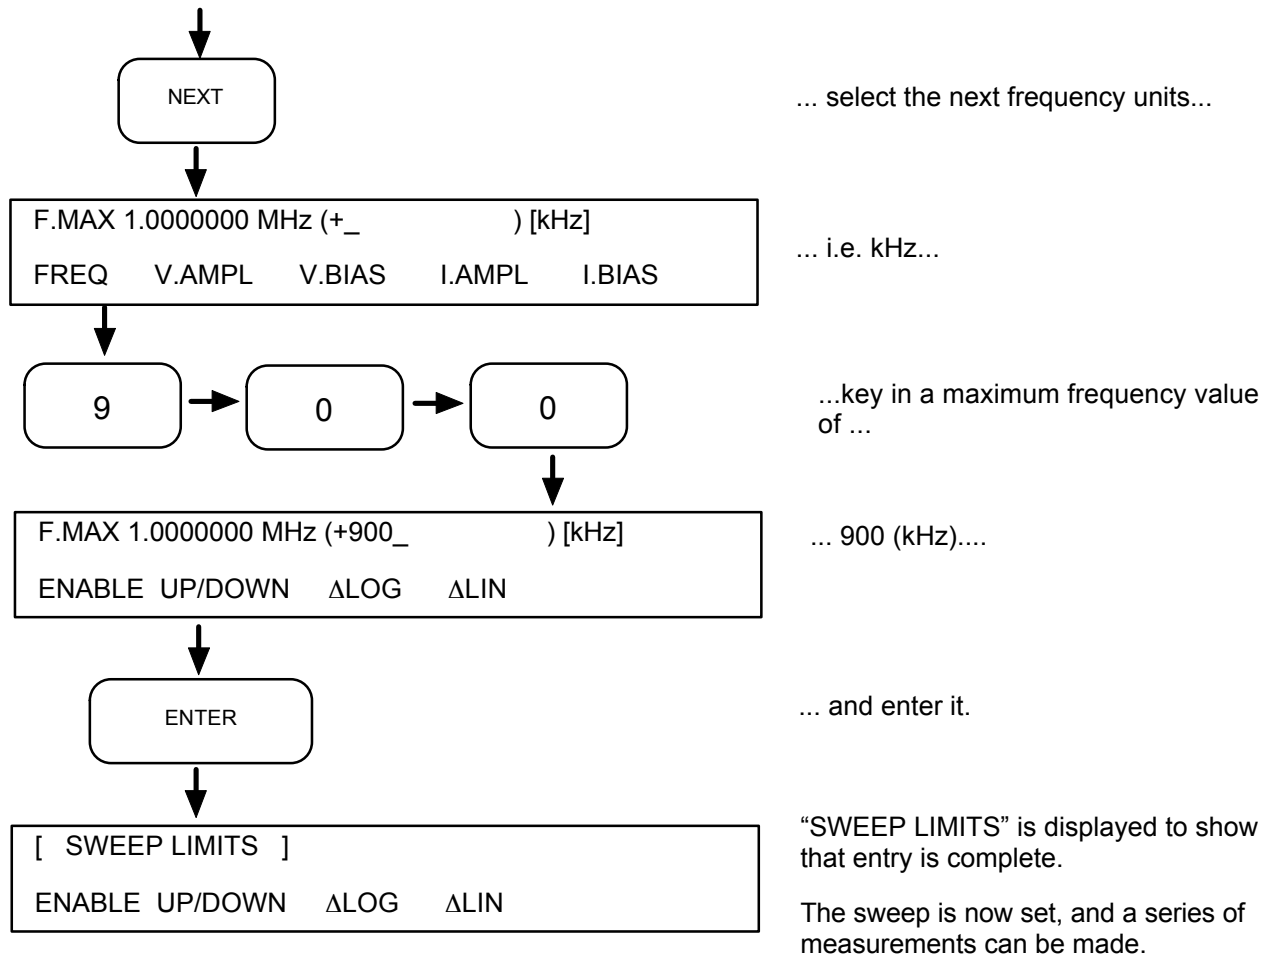 NEXT
... select the next frequency units...
F.MAX 1.0000000 MHz (+_ ) [kHz]
FREQ V.AMPL V.BIAS I.AMPL I.BIAS
... i.e. kHz...
9 0 0
...key in a maximum frequency value
of ...
F.MAX 1.0000000 MHz (+900_ ) [kHz]
ENABLE UP/DOWN ΔLOG ΔLIN
... 900 (kHz)....
ENTER
... and enter it.
[ SWEEP LIMITS ]
ENABLE UP/DOWN ΔLOG ΔLIN
“SWEEP LIMITS” is displayed to show
that entry is complete.
The sweep is now set, and a series of
measurements can be made.